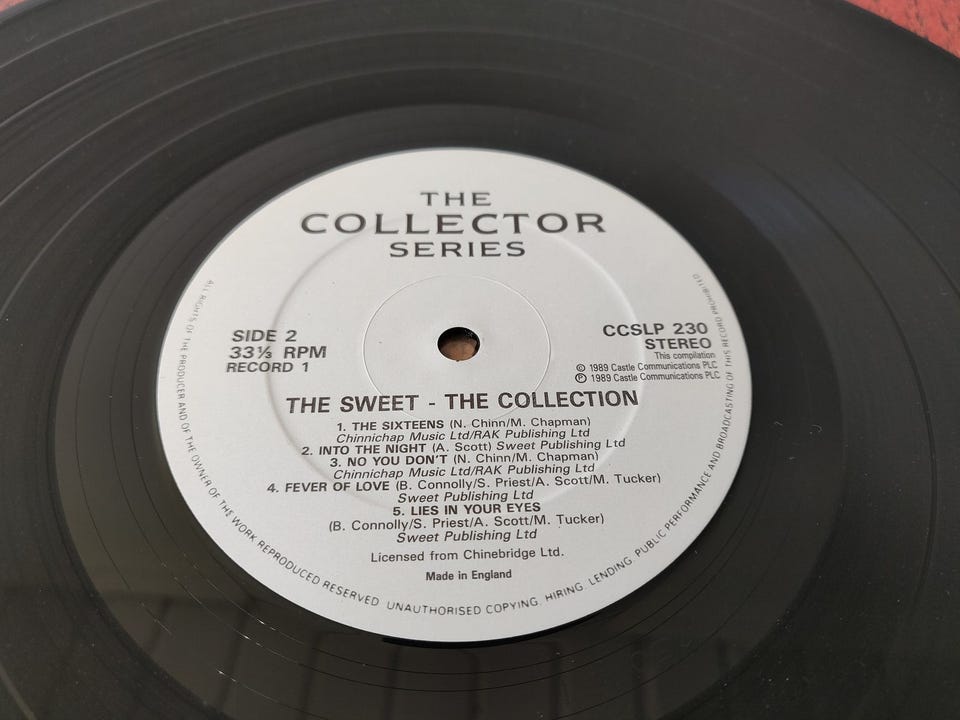 THE
COLLECTOR
SERIES
SIDE 2
33⅓ RPM
RECORD 1
CCSLP 230
STEREO
This compilation
© 1989 Castle Communications PLC
℗ 1989 Castle Communications PLC
THE SWEET - THE COLLECTION
1. THE SIXTEENS (N. Chinn/M. Chapman)
Chinnichap Music Ltd/RAK Publishing Ltd
2. INTO THE NIGHT (A. Scott) Sweet Publishing Ltd
3. NO YOU DON'T (N. Chinn/M. Chapman)
Chinnichap Music Ltd/RAK Publishing Ltd
4. FEVER OF LOVE (B. Connolly/S. Priest/A. Scott/M. Tucker)
Sweet Publishing Ltd
5. LIES IN YOUR EYES
(B. Connolly/S. Priest/A. Scott/M. Tucker)
Sweet Publishing Ltd
Licensed from Chinebridge Ltd.
Made in England
ALL RIGHTS OF THE PRODUCER AND OF THE OWNER OF THE WORK REPRODUCED RESERVED UNAUTHORISED COPYING, HIRING, LENDING, PUBLIC PERFORMANCE AND BROADCASTING OF THIS RECORD PROHIBITED